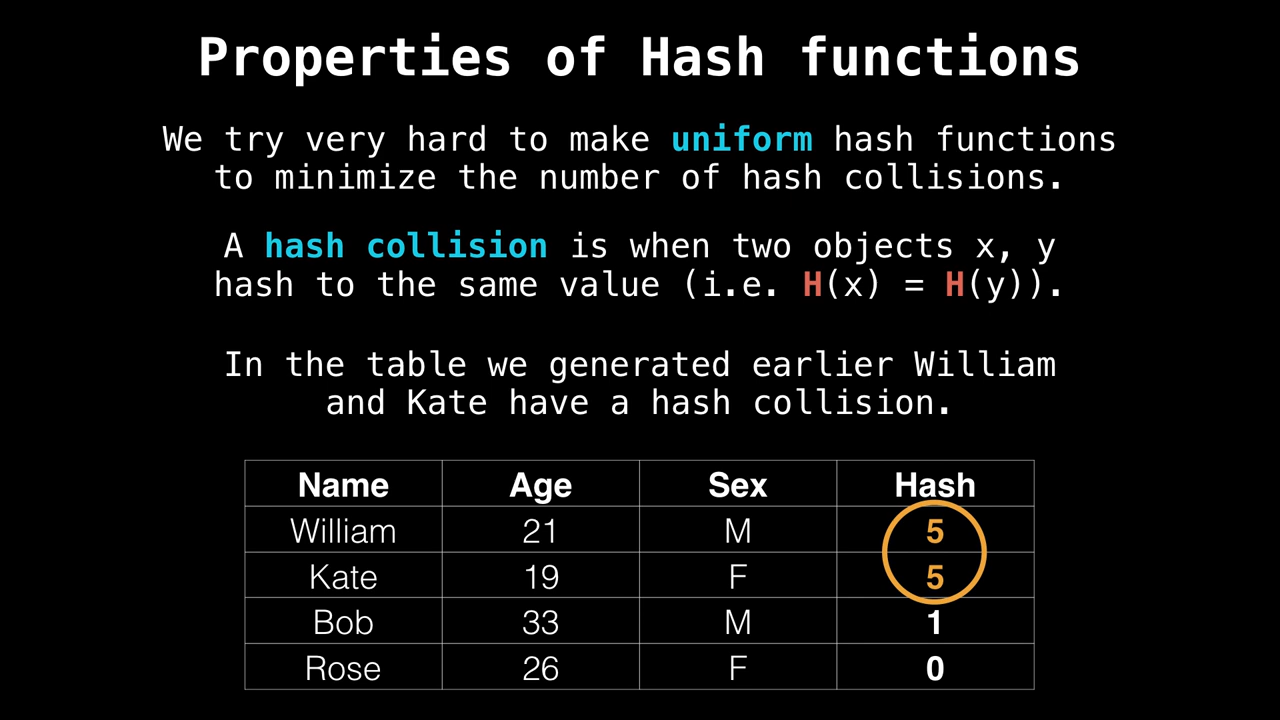 Properties of Hash functions
We try very hard to make uniform hash functions
to minimize the number of hash collisions.
A hash collision is when two objects x, y
hash to the same value (i.e. H(x) = H(y)).
In the table we generated earlier William
and Kate have a hash collision.
Name Age Sex Hash
William 21 M 5
Kate 19 F 5
Bob 33 M 1
Rose 26 F 0